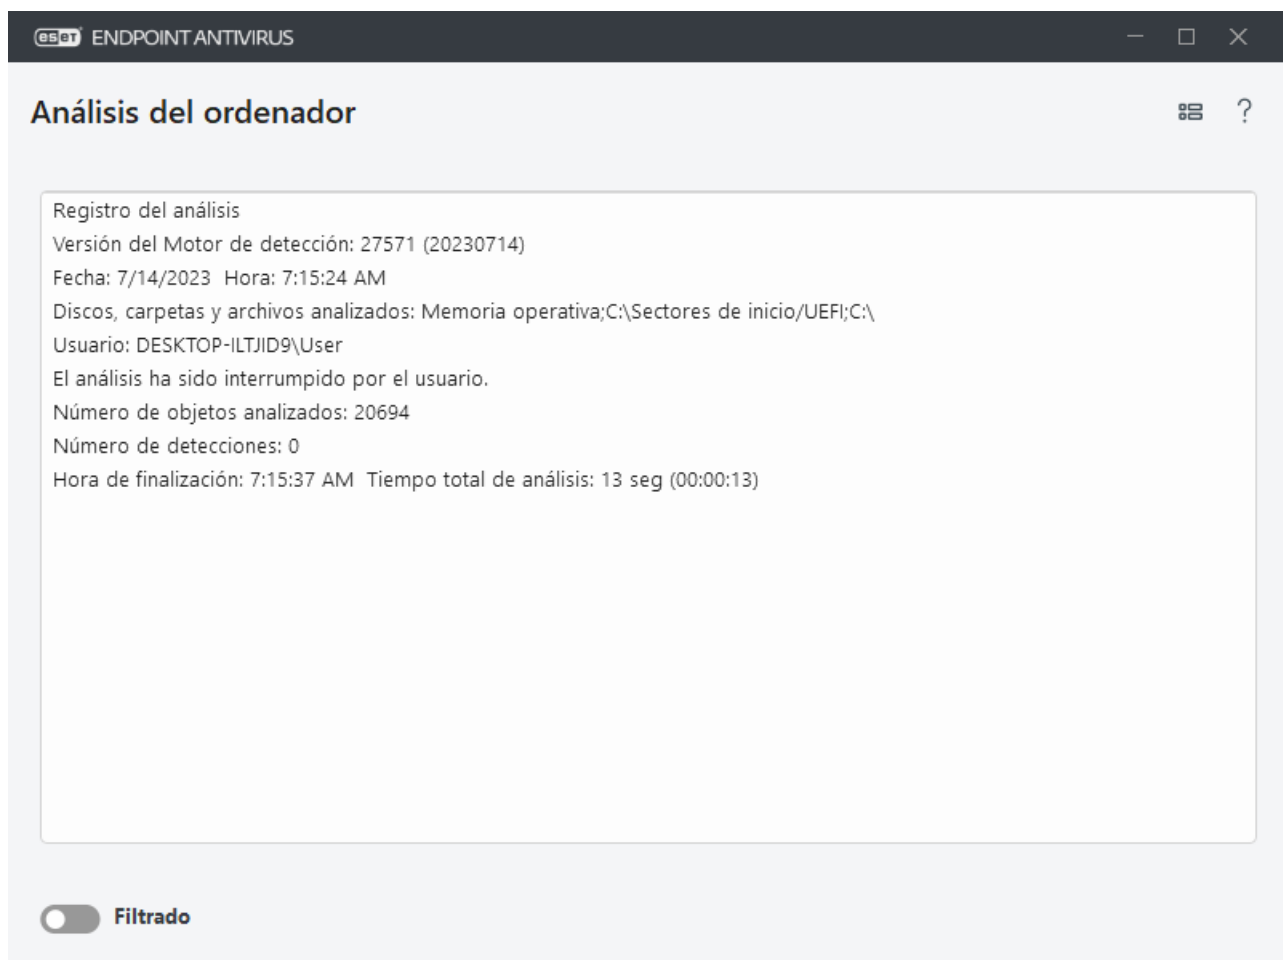 eset ENDPOINT ANTIVIRUS
Análisis del ordenador
Registro del análisis
Versión del Motor de detección: 27571 (20230714)
Fecha: 7/14/2023  Hora: 7:15:24 AM
Discos, carpetas y archivos analizados: Memoria operativa;C:\Sectores de inicio/UEFI;C:\
Usuario: DESKTOP-ILTJID9\User
El análisis ha sido interrumpido por el usuario.
Número de objetos analizados: 20694
Número de detecciones: 0
Hora de finalización: 7:15:37 AM  Tiempo total de análisis: 13 seg (00:00:13)
Filtrado